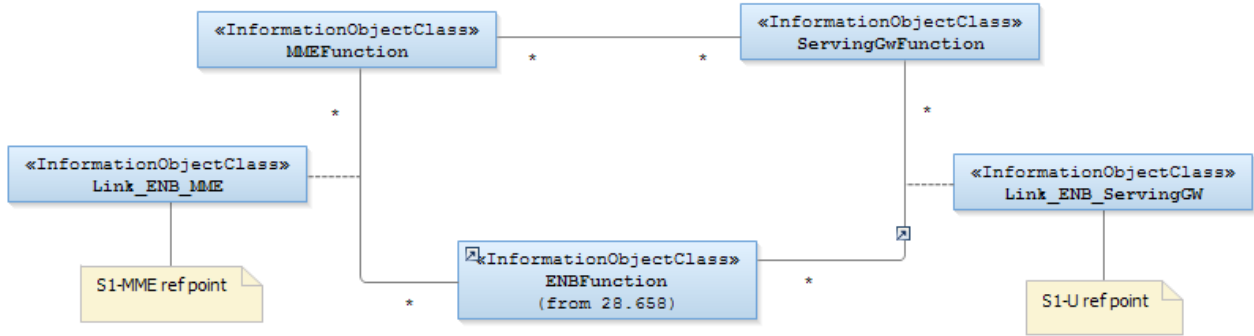 «InformationObjectClass»
MMEFunction
«InformationObjectClass»
ServingGwFunction
*
*
*
*
«InformationObjectClass»
Link_ENB_MME
«InformationObjectClass»
Link_ENB_ServingGW
«InformationObjectClass»
ENBFunction
(from 28.658)
*
*
S1-MME ref point
S1-U ref point